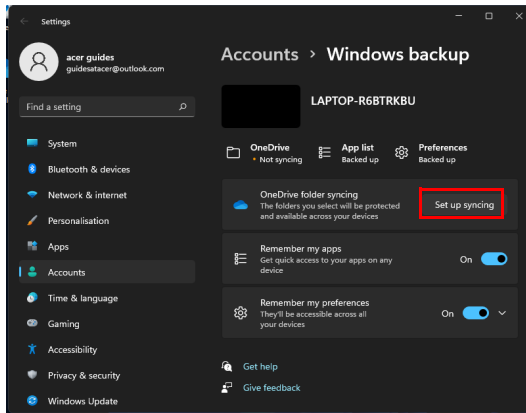 Settings
acer guides
guidesatacer@outlook.com
Find a setting
System
Bluetooth & devices
Network & internet
Personalisation
Apps
Accounts
Time & language
Gaming
Accessibility
Privacy & security
Windows Update
Accounts > Windows backup
LAPTOP-R6BTRKBU
OneDrive
• Not syncing
App list
Backed up
Preferences
Backed up
OneDrive folder syncing
The folders you select will be protected
and available across your devices
Set up syncing
Remember my apps
Get quick access to your apps on any
device
On
Remember my preferences
They'll be accessible across all
your devices
On
Get help
Give feedback